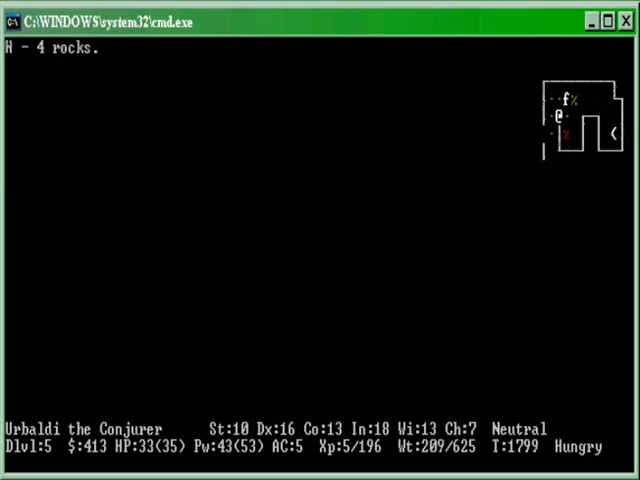 C:\WINDOWS\system32\cmd.exe
N - 4 rocks.
Urbaldi the Conjurer St:10 Dx:16 Co:13 In:18 Wi:13 Ch:7 Neutral
Dlvl:5 $:413 HP:33(35) Pw:43(53) AC:5 Xp:5/196 Wt:209/625 T:1799 Hungry